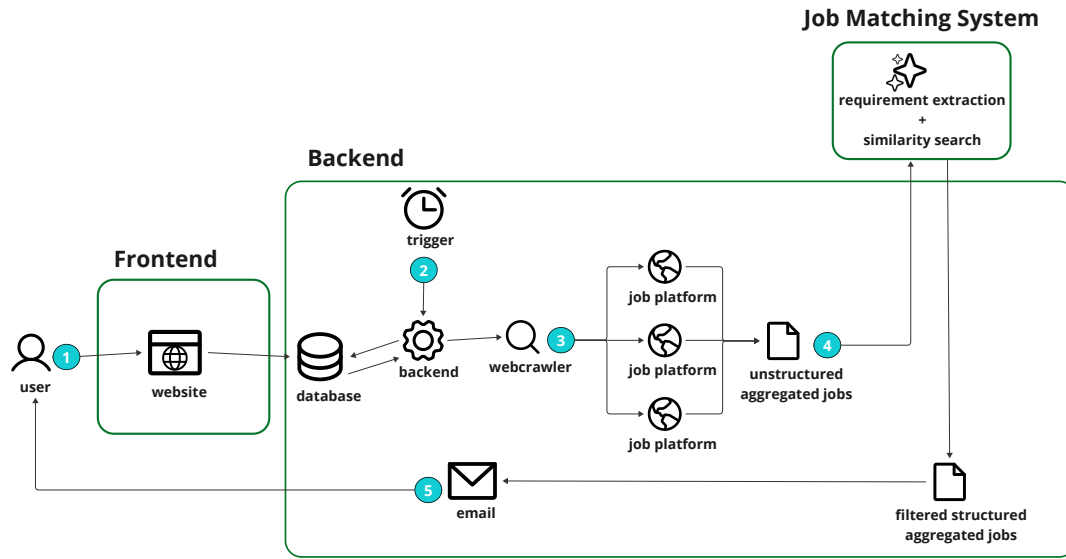 Job Matching System
requirement extraction
+
similarity search
Backend
trigger
2
Frontend
job platform
1
user
website
database
backend
webcrawler
3
job platform
unstructured
aggregated jobs
4
job platform
5
email
filtered structured
aggregated jobs